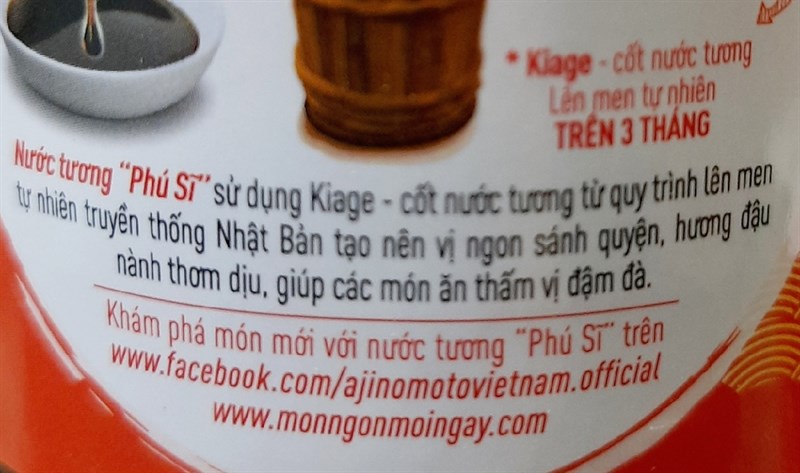 * Kiage - cốt nước tương
Lên men tự nhiên
TRÊN 3 THÁNG
Nước tương "Phú Sĩ" sử dụng Kiage - cốt nước tương từ quy trình lên men
tự nhiên truyền thống Nhật Bản tạo nên vị ngon sánh quyện, hương đậu
nành thơm dịu, giúp các món ăn thấm vị đậm đà.
Khám phá món mới với nước tương "Phú Sĩ" trên
www.facebook.com/ajinomotovietnam.official
www.monngonmoingay.com